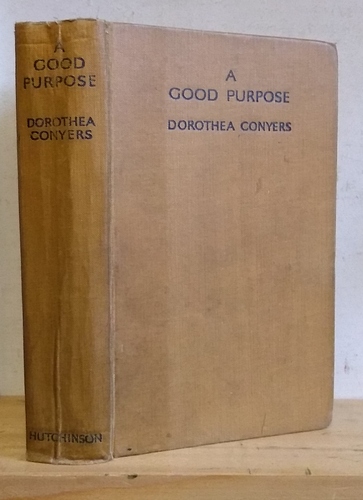 A
GOOD
PURPOSE
DOROTHEA
CONYERS
HUTCHINSON
A
GOOD PURPOSE
DOROTHEA CONYERS